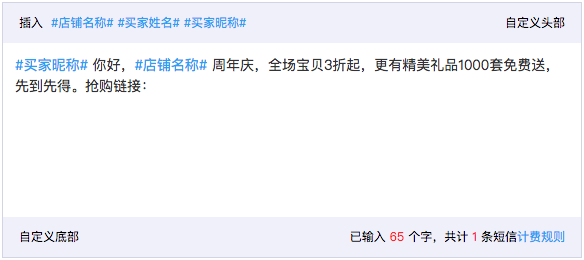 插入 #店铺名称# #买家姓名# #买家昵称# 自定义头部
#买家昵称# 你好，#店铺名称# 周年庆，全场宝贝3折起，更有精美礼品1000套免费送，
先到先得。抢购链接：
自定义底部 已输入 65 个字，共计 1 条短信计费规则